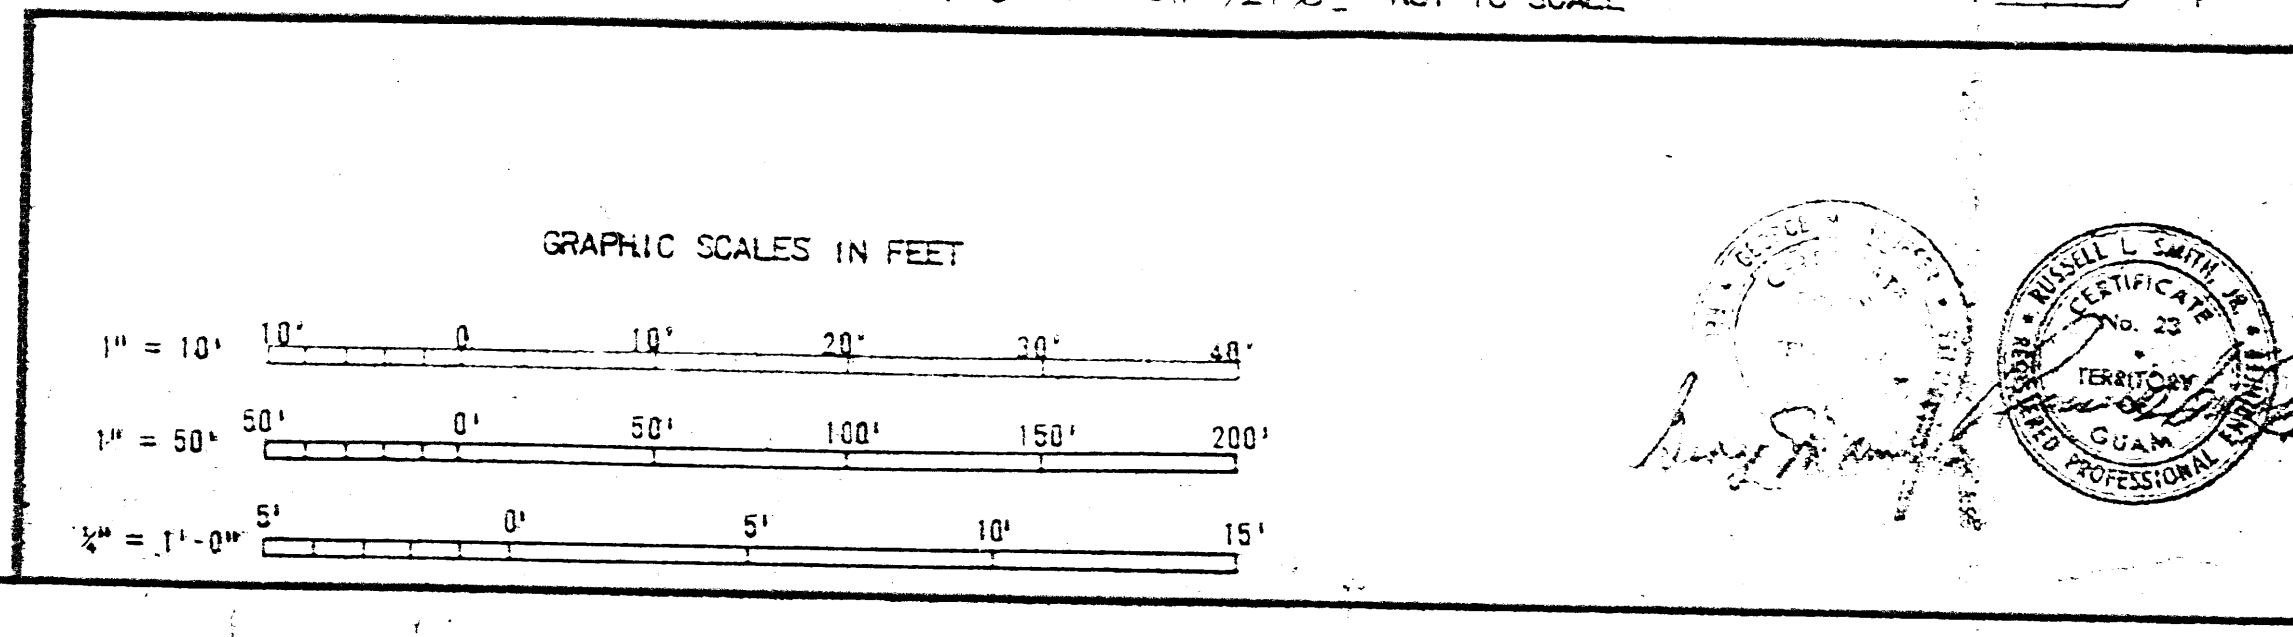 NOT TO SCALE
GRAPHIC SCALES IN FEET
1" = 10' 10' 0 10' 20' 30' 40'
1" = 50' 50' 0' 50' 100' 150' 200'
¼" = 1'-0" 5' 0' 5' 10' 15'
GEORGE M.
RUSSELL L. SMITH, JR.
REGISTERED PROFESSIONAL ENGINEER
CERTIFICATE
No. 23
TERRITORY
OF
GUAM